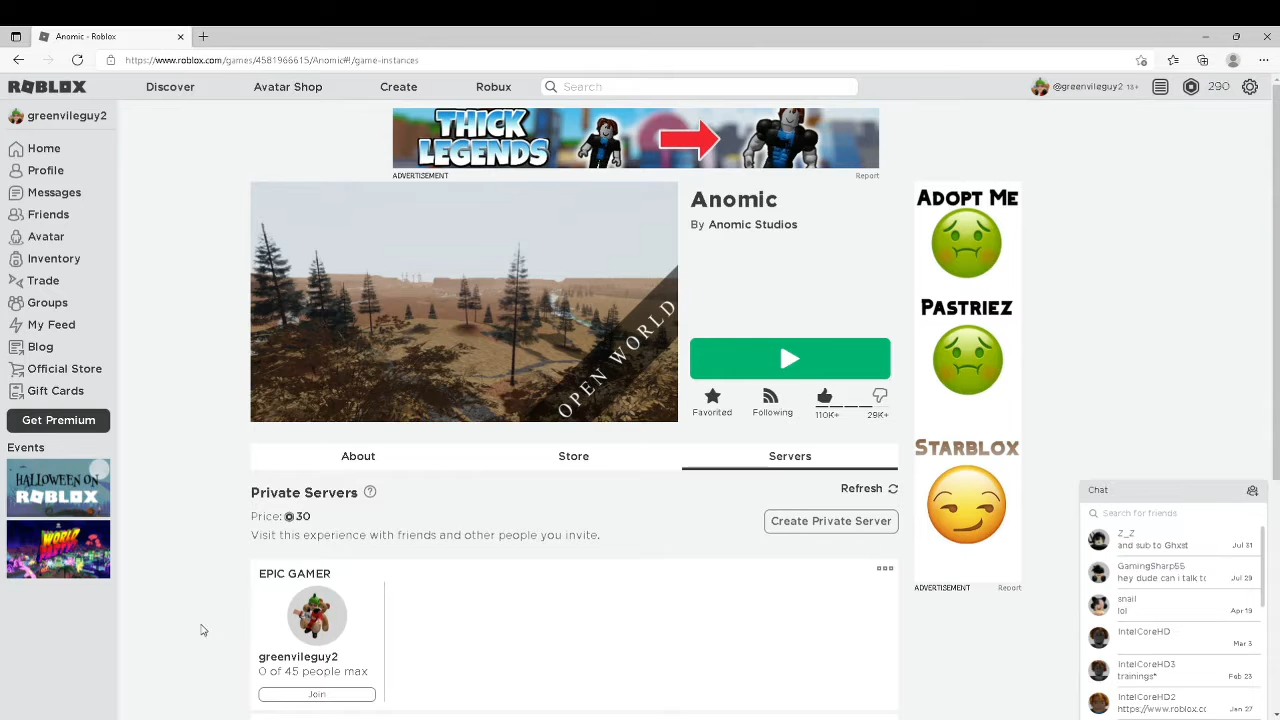 Anomic - Roblox
https://www.roblox.com/games/4581966615/Anomic#!/game-instances
ROBLOX
Discover
Avatar Shop
Create
Robux
Search
@greenvileguy2 13+
290
greenvileguy2
Home
Profile
Messages
Friends
Avatar
Inventory
Trade
Groups
My Feed
Blog
Official Store
Gift Cards
Get Premium
Events
HALLOWEEN ON
ROBLOX
WORLD
PARTY
THICK
LEGENDS
ADVERTISEMENT
Report
OPEN WORLD
Anomic
By Anomic Studios
Favorited
Following
110K+
29K+
About
Store
Servers
Private Servers
Refresh
Price: 30
Create Private Server
Visit this experience with friends and other people you invite.
EPIC GAMER
greenvileguy2
0 of 45 people max
Join
ADOPT ME
PASTRIEZ
STARBLOX
ADVERTISEMENT
Report
Chat
Search for friends
Z_Z
and sub to Ghxst
Jul 31
GamingSharp55
hey dude can i talk to
Jul 29
snail
lol
Apr 19
IntelCoreHD
Mar 3
IntelCoreHD3
trainings*
Feb 23
IntelCoreHD2
https://www.roblox.c
Jan 27